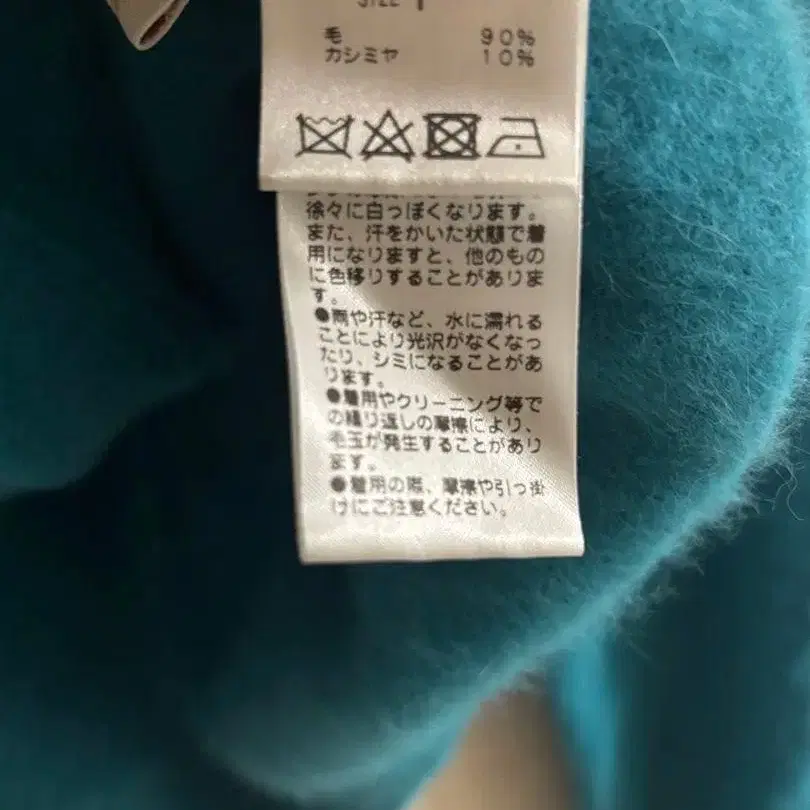 SIZE 1
毛 90%
カシミヤ 10%
徐々に白っぽくなります。
また、汗をかいた状態で着
用になりますと、他のもの
に色移りすることがありま
す。
●雨や汗など、水に濡れる
ことにより光沢がなくなっ
たり、シミになることがあ
ります。
●着用やクリーニング等で
の繰り返しの摩擦により、
毛玉が発生することがあり
ます。
●着用の際、摩擦や引っ掛
けにご注意ください。